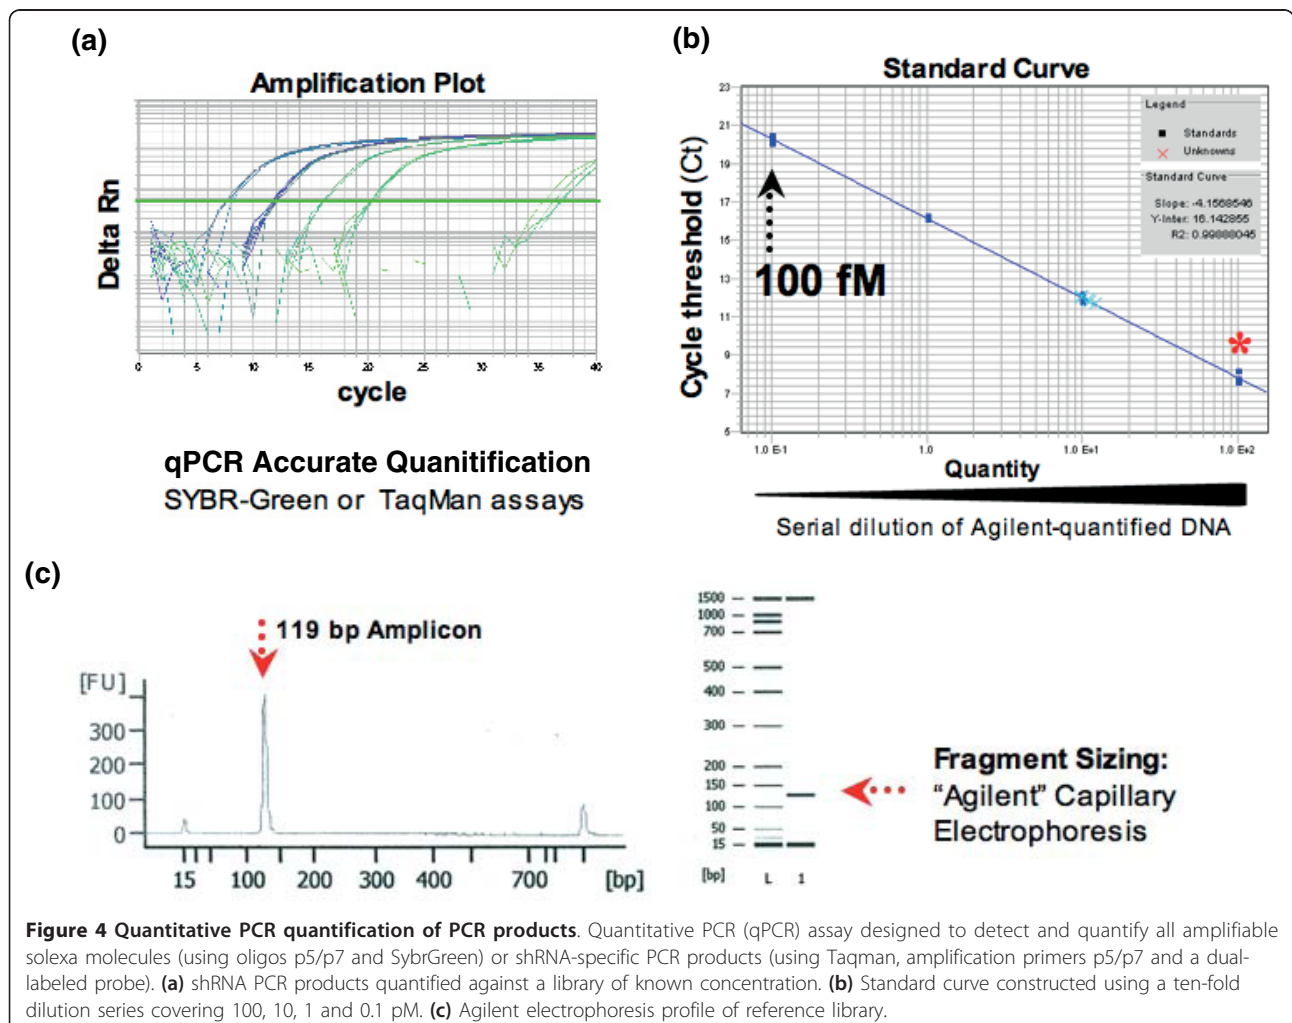 (a)
Amplification Plot
Delta Rn
0 5 10 15 20 25 30 35 40
cycle
qPCR Accurate Quanitification
SYBR-Green or TaqMan assays
(b)
Standard Curve
Cycle threshold (Ct)
23
21
19
16
15
13
11
9
7
5
Legend
Standards
Unknowns
Standard Curve
Slope: -4.1568546
Y-Inter: 16.142855
R2: 0.99888045
100 fM
*
1.0 E-1 1.0 1.0 E+1 1.0 E+2
Quantity
Serial dilution of Agilent-quantified DNA
(c)
119 bp Amplicon
[FU]
300
200
100
0
15 100 200 300 400 700 [bp]
1500
1000
700
500
400
300
200
150
100
50
15
[bp] L 1
Fragment Sizing:
“Agilent” Capillary
Electrophoresis
Figure 4 Quantitative PCR quantification of PCR products. Quantitative PCR (qPCR) assay designed to detect and quantify all amplifiable
solexa molecules (using oligos p5/p7 and SybrGreen) or shRNA-specific PCR products (using Taqman, amplification primers p5/p7 and a dual-
labeled probe). (a) shRNA PCR products quantified against a library of known concentration. (b) Standard curve constructed using a ten-fold
dilution series covering 100, 10, 1 and 0.1 pM. (c) Agilent electrophoresis profile of reference library.